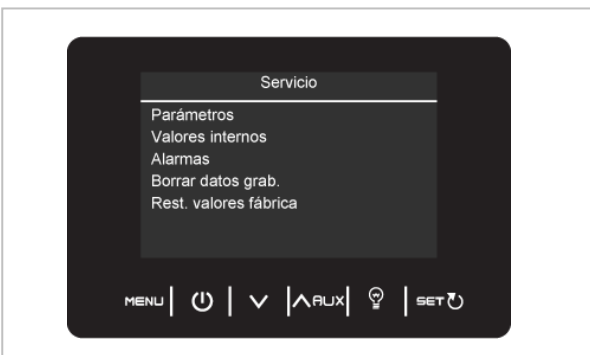 Servicio
Parámetros
Valores internos
Alarmas
Borrar datos grab.
Rest. valores fábrica
MENU AUX SET